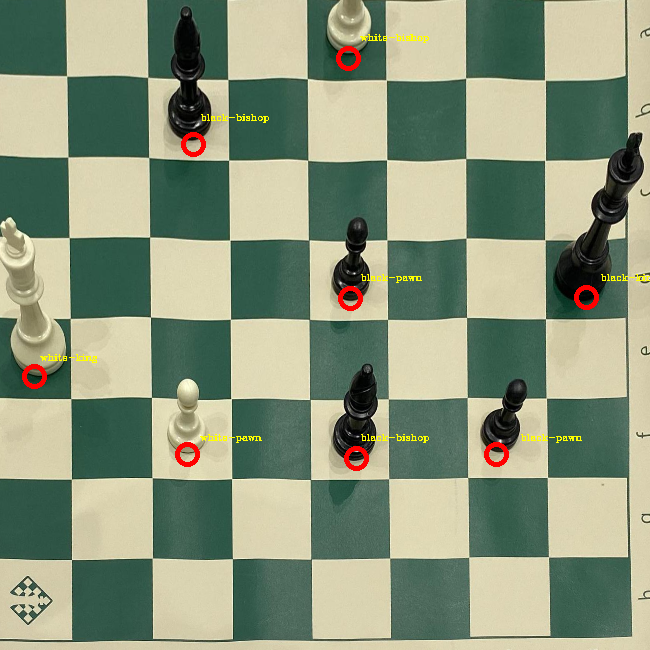 a
white-bishop
b
black-bishop
c
black-pawn
e
white-king
f
white-pawn
black-bishop
black-pawn
g
h